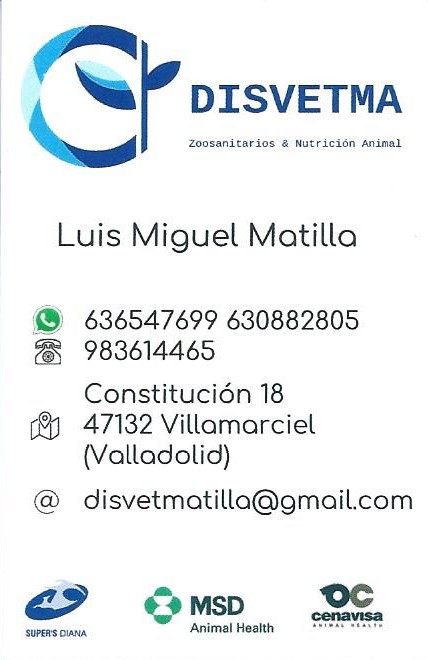 DISVETMA
Zoosanitarios & Nutrición Animal
Luis Miguel Matilla
636547699 630882805
983614465
Constitución 18
47132 Villamarciel
(Valladolid)
@ disvetmatilla@gmail.com
SUPER'S DIANA
MSD
Animal Health
cenavisa
ANIMAL HEALTH